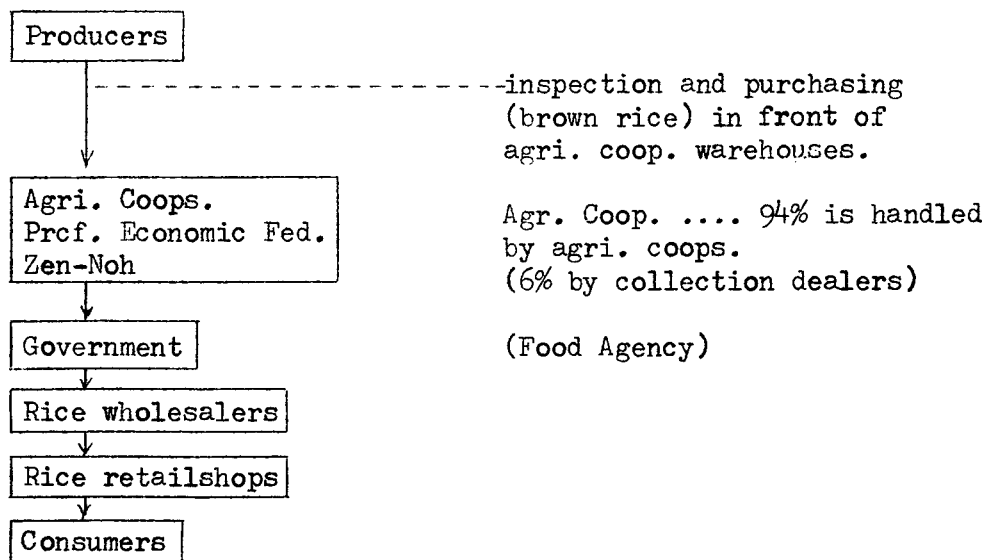 Producers
inspection and purchasing
(brown rice) in front of
agri. coop. warehouses.
Agri. Coops.
Prcf. Economic Fed.
Zen-Noh
Agr. Coop. .... 94% is handled
by agri. coops.
(6% by collection dealers)
Government
(Food Agency)
Rice wholesalers
Rice retailshops
Consumers